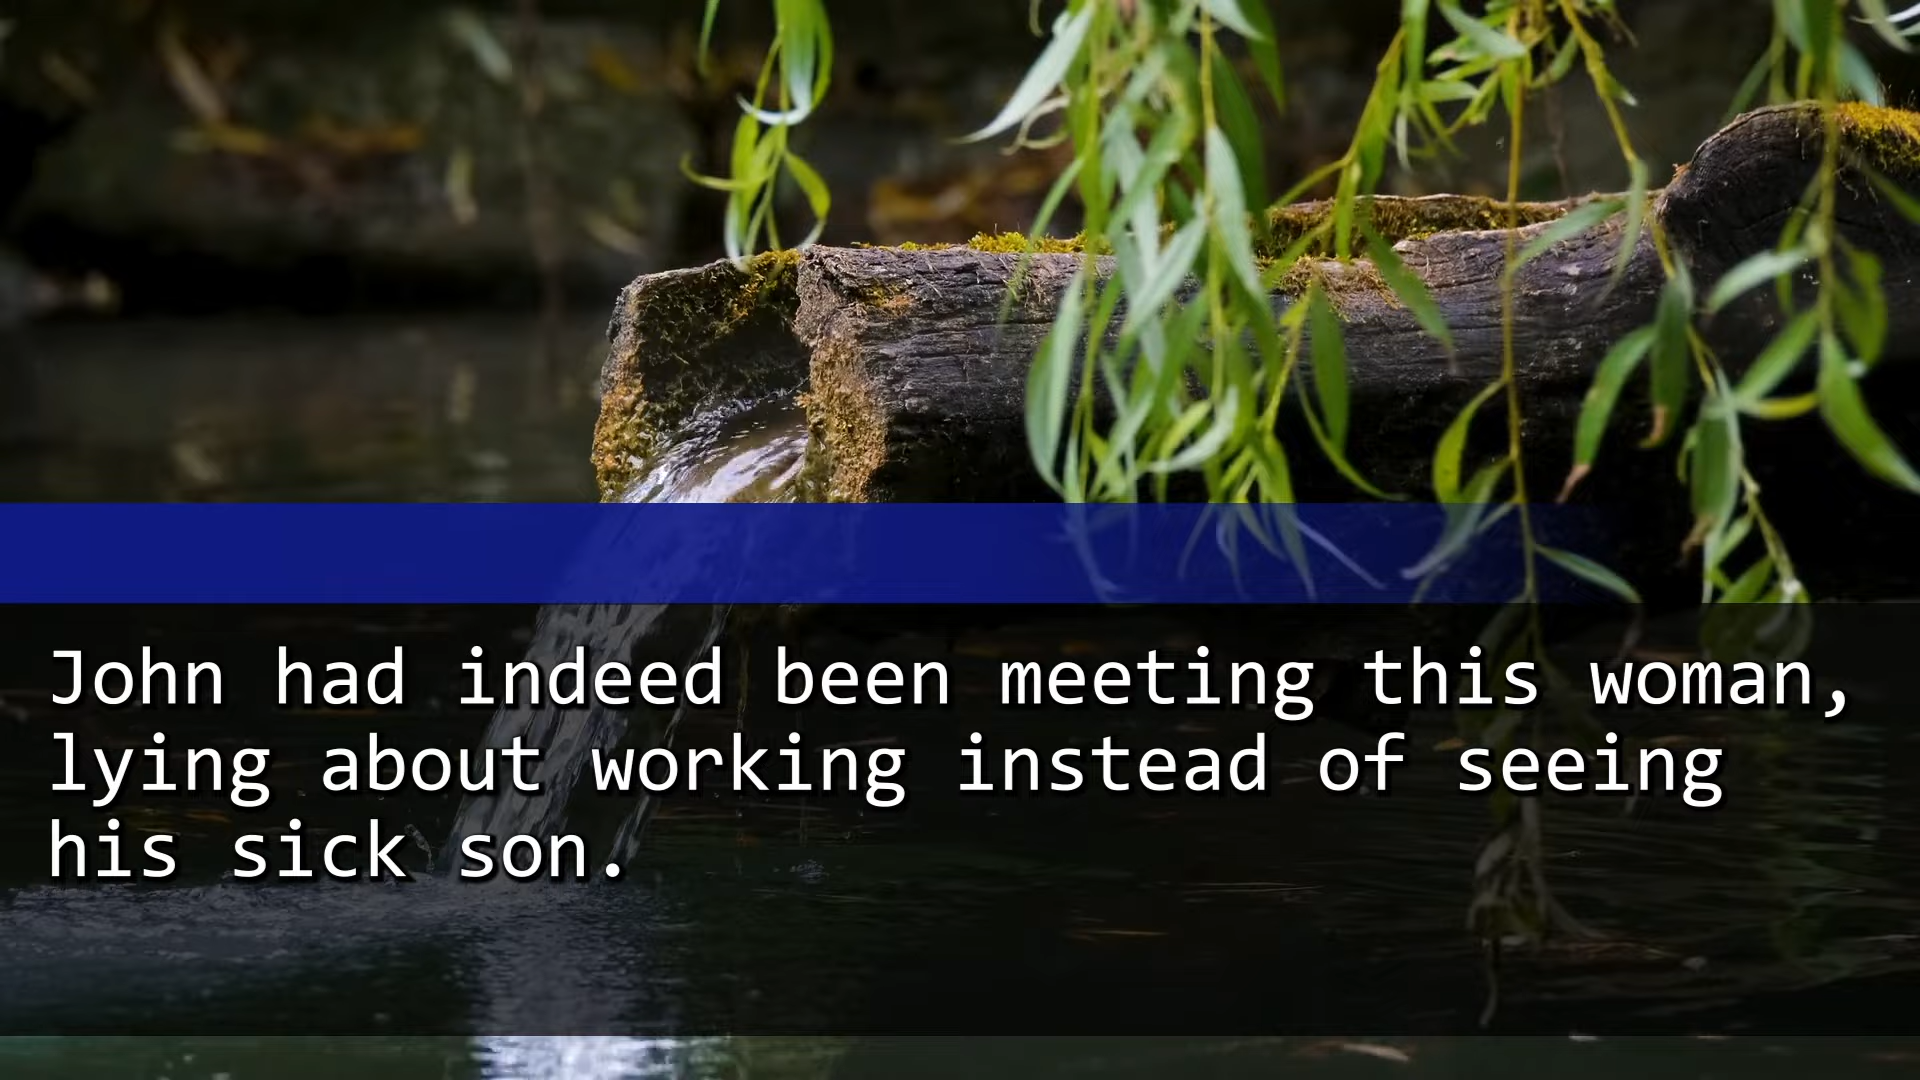 John had indeed been meeting this woman,
lying about working instead of seeing
his sick son.